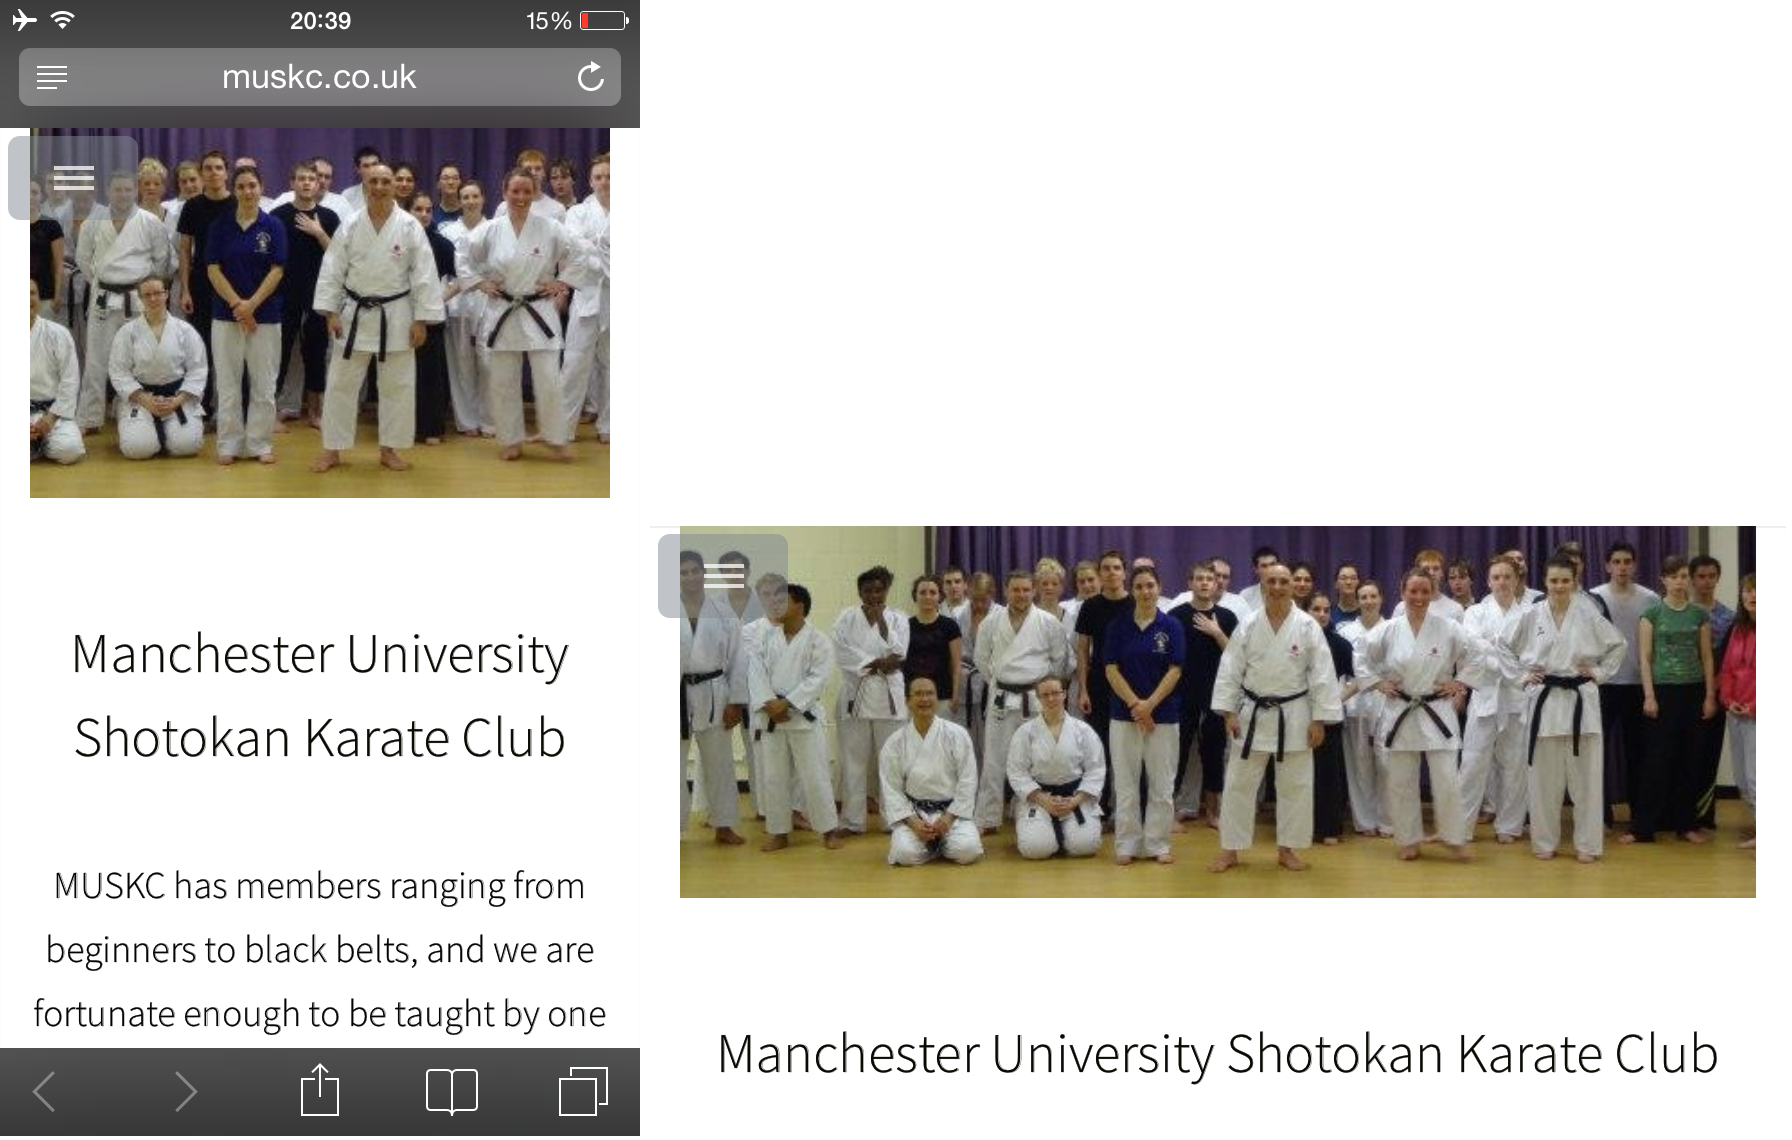 20:39
15%
muskc.co.uk
Manchester University
Shotokan Karate Club
MUSKC has members ranging from
beginners to black belts, and we are
fortunate enough to be taught by one
Manchester University Shotokan Karate Club